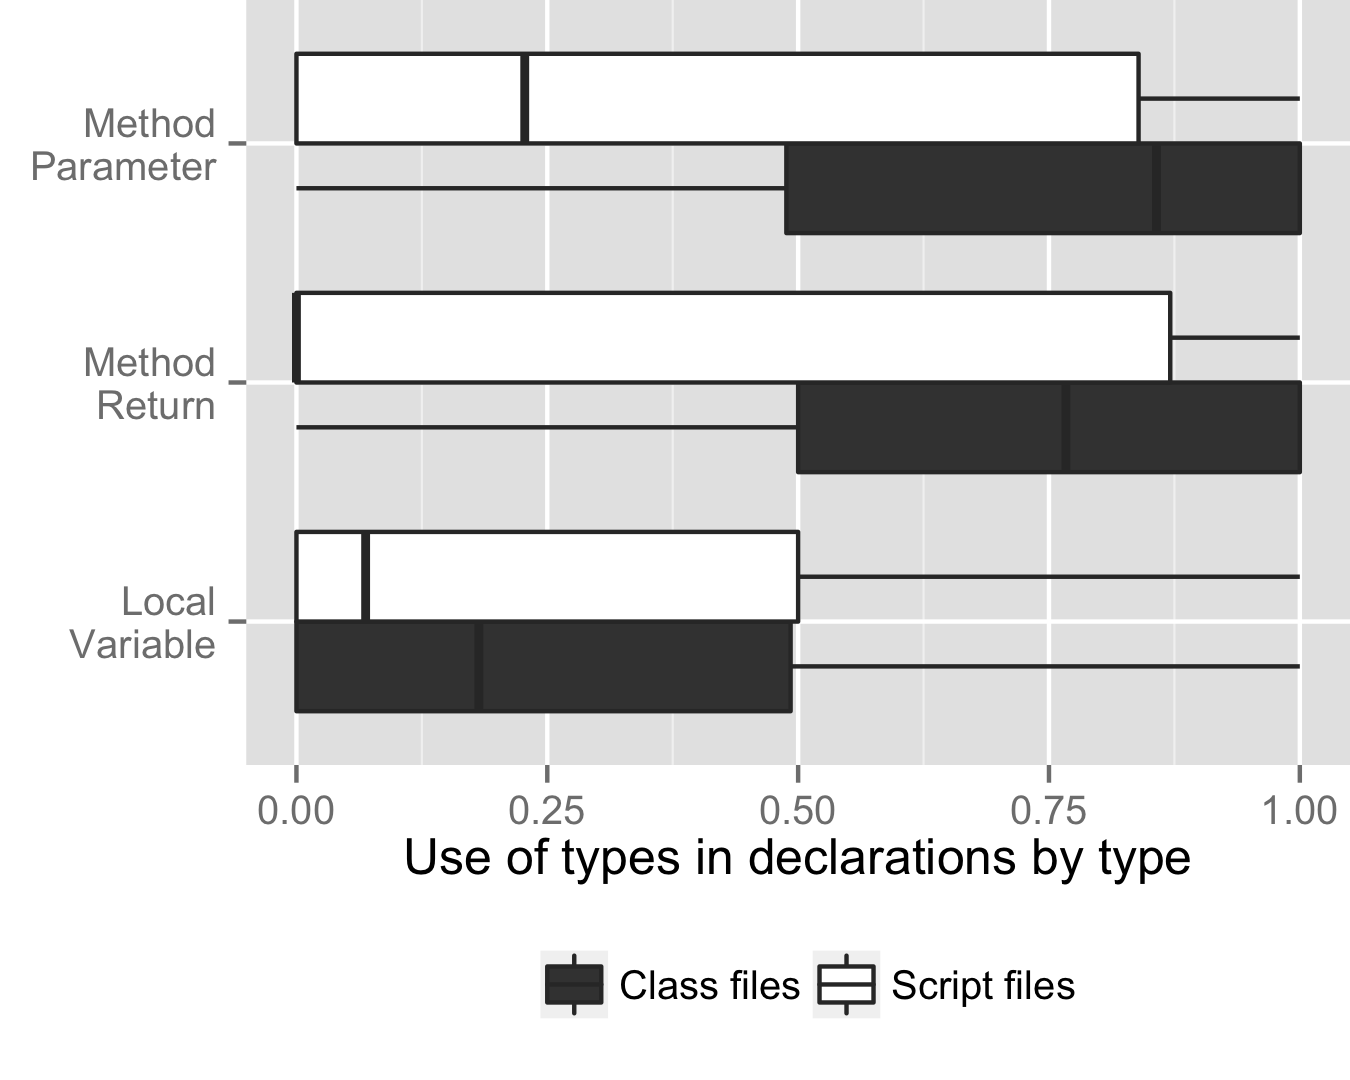 Method
Parameter
Method
Return
Local
Variable
0.00 0.25 0.50 0.75 1.00
Use of types in declarations by type
Class files Script files